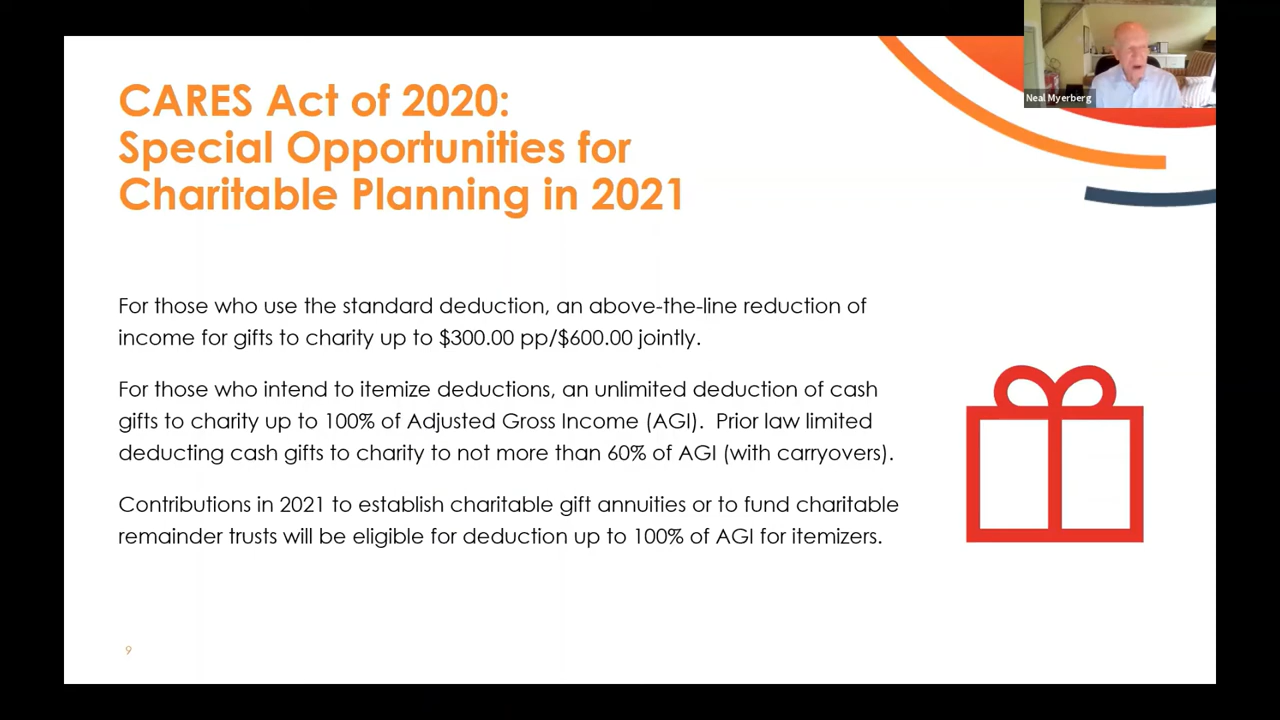 CARES Act of 2020:
Special Opportunities for
Charitable Planning in 2021
Neal Myerberg
For those who use the standard deduction, an above-the-line reduction of
income for gifts to charity up to $300.00 pp/$600.00 jointly.
For those who intend to itemize deductions, an unlimited deduction of cash
gifts to charity up to 100% of Adjusted Gross Income (AGI).  Prior law limited
deducting cash gifts to charity to not more than 60% of AGI (with carryovers).
Contributions in 2021 to establish charitable gift annuities or to fund charitable
remainder trusts will be eligible for deduction up to 100% of AGI for itemizers.
9